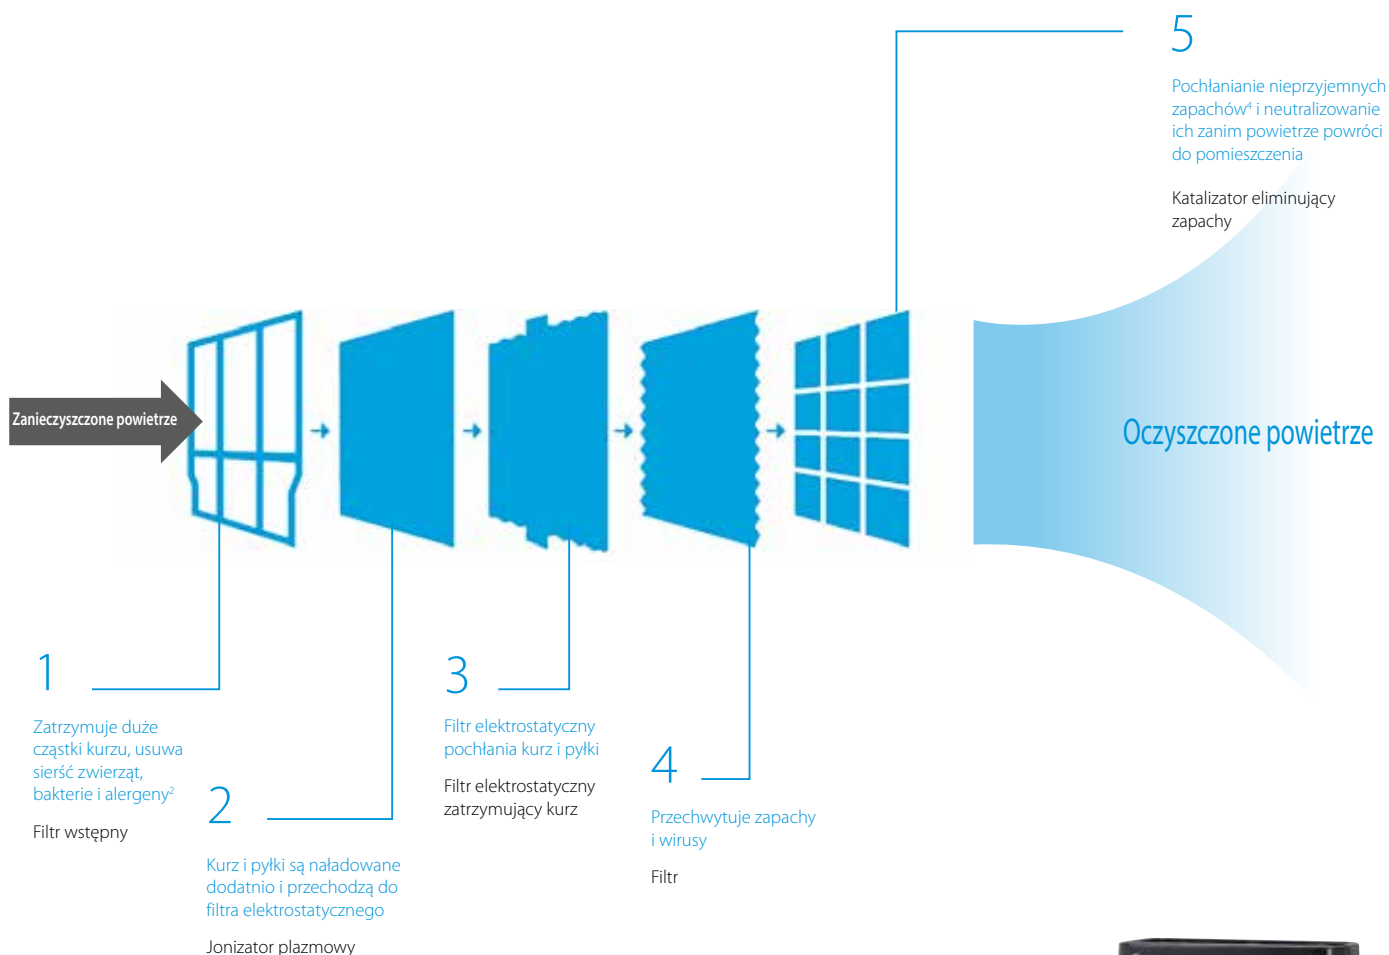 5
Pochłanianie nieprzyjemnych
zapachów⁴ i neutralizowanie
ich zanim powietrze powróci
do pomieszczenia
Katalizator eliminujący
zapachy
Zanieczyszczone powietrze
Oczyszczone powietrze
1
Zatrzymuje duże
cząstki kurzu, usuwa
sierść zwierząt,
bakterie i alergeny²
Filtr wstępny
2
Kurz i pyłki są naładowane
dodatnio i przechodzą do
filtra elektrostatycznego
Jonizator plazmowy
3
Filtr elektrostatyczny
pochłania kurz i pyłki
Filtr elektrostatyczny
zatrzymujący kurz
4
Przechwytuje zapachy
i wirusy
Filtr